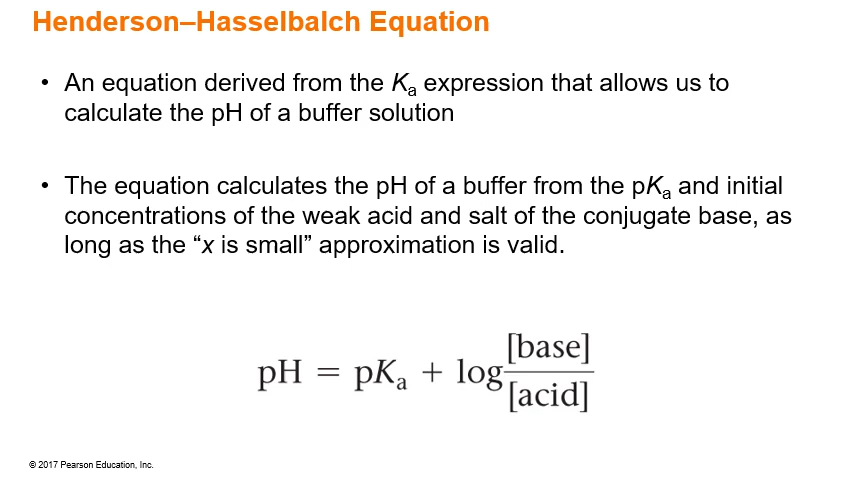 Henderson–Hasselbalch Equation
• An equation derived from the Ka expression that allows us to
calculate the pH of a buffer solution
• The equation calculates the pH of a buffer from the pKa and initial
concentrations of the weak acid and salt of the conjugate base, as
long as the “x is small” approximation is valid.
pH = pKa + log [base]/[acid]
© 2017 Pearson Education, Inc.